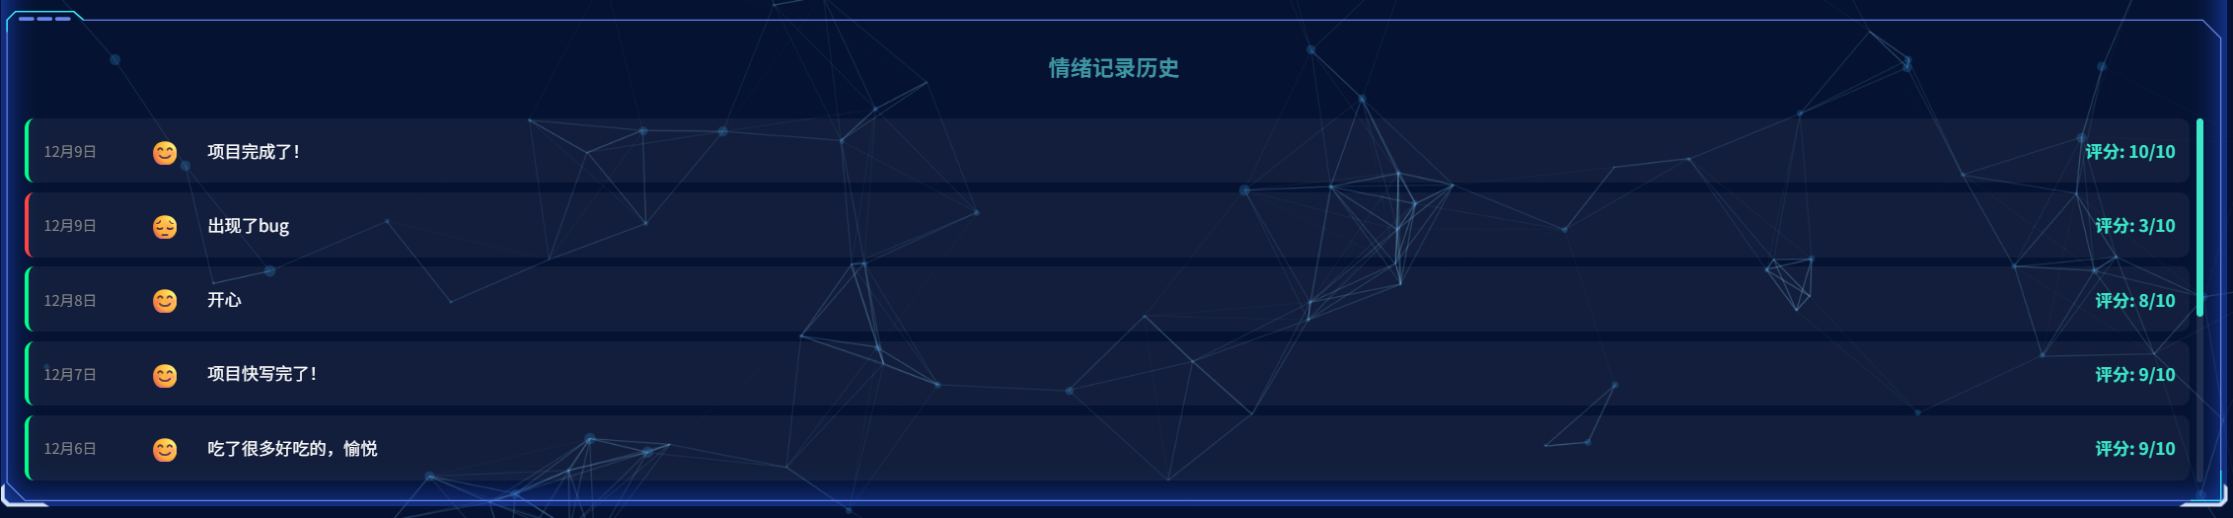 情绪记录历史
12月9日 😊 项目完成了！ 评分: 10/10
12月9日 😔 出现了bug 评分: 3/10
12月8日 😊 开心 评分: 8/10
12月7日 😊 项目快写完了！ 评分: 9/10
12月6日 😊 吃了很多好吃的，愉悦 评分: 9/10